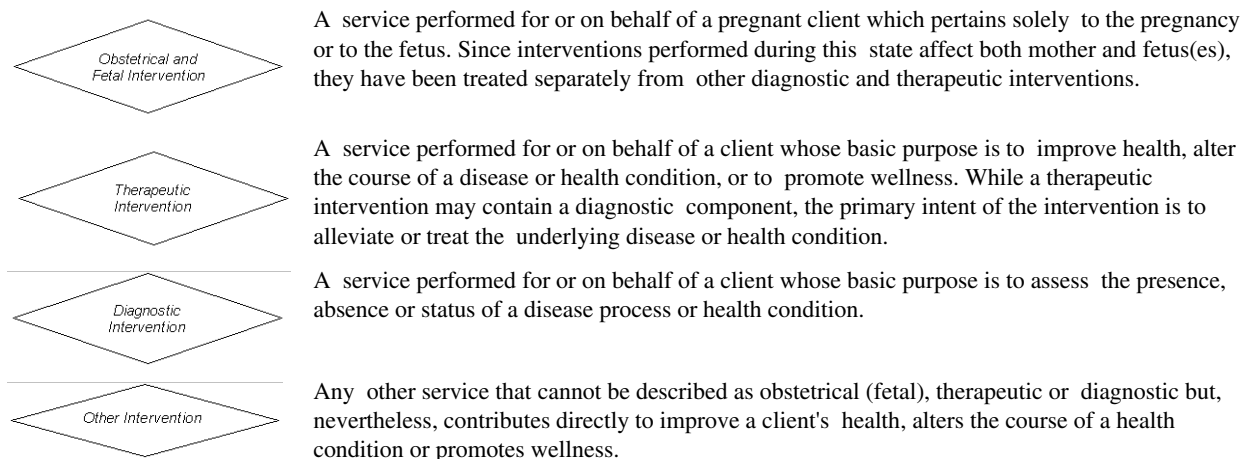 Obstetrical and
Fetal Intervention
A service performed for or on behalf of a pregnant client which pertains solely to the pregnancy
or to the fetus. Since interventions performed during this state affect both mother and fetus(es),
they have been treated separately from other diagnostic and therapeutic interventions.
Therapeutic
Intervention
A service performed for or on behalf of a client whose basic purpose is to improve health, alter
the course of a disease or health condition, or to promote wellness. While a therapeutic
intervention may contain a diagnostic component, the primary intent of the intervention is to
alleviate or treat the underlying disease or health condition.
Diagnostic
Intervention
A service performed for or on behalf of a client whose basic purpose is to assess the presence,
absence or status of a disease process or health condition.
Other Intervention
Any other service that cannot be described as obstetrical (fetal), therapeutic or diagnostic but,
nevertheless, contributes directly to improve a client's health, alters the course of a health
condition or promotes wellness.